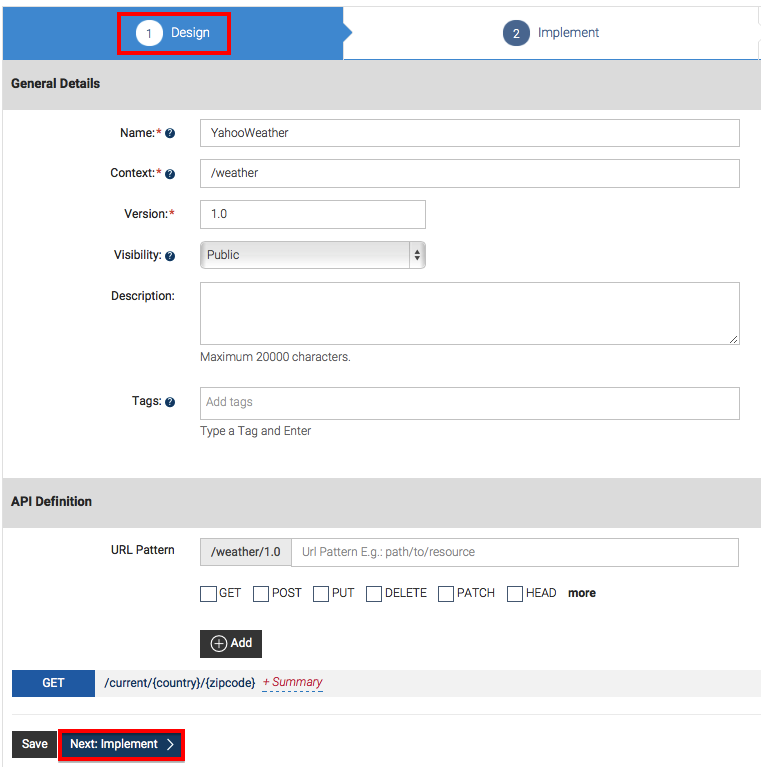 1 Design
2 Implement
General Details
Name:* ?
YahooWeather
Context:* ?
/weather
Version:*
1.0
Visibility: ?
Public
Description:
Maximum 20000 characters.
Tags: ?
Add tags
Type a Tag and Enter
API Definition
URL Pattern
/weather/1.0 Url Pattern E.g.: path/to/resource
GET POST PUT DELETE PATCH HEAD more
Add
GET /current/{country}/{zipcode} + Summary
Save Next: Implement